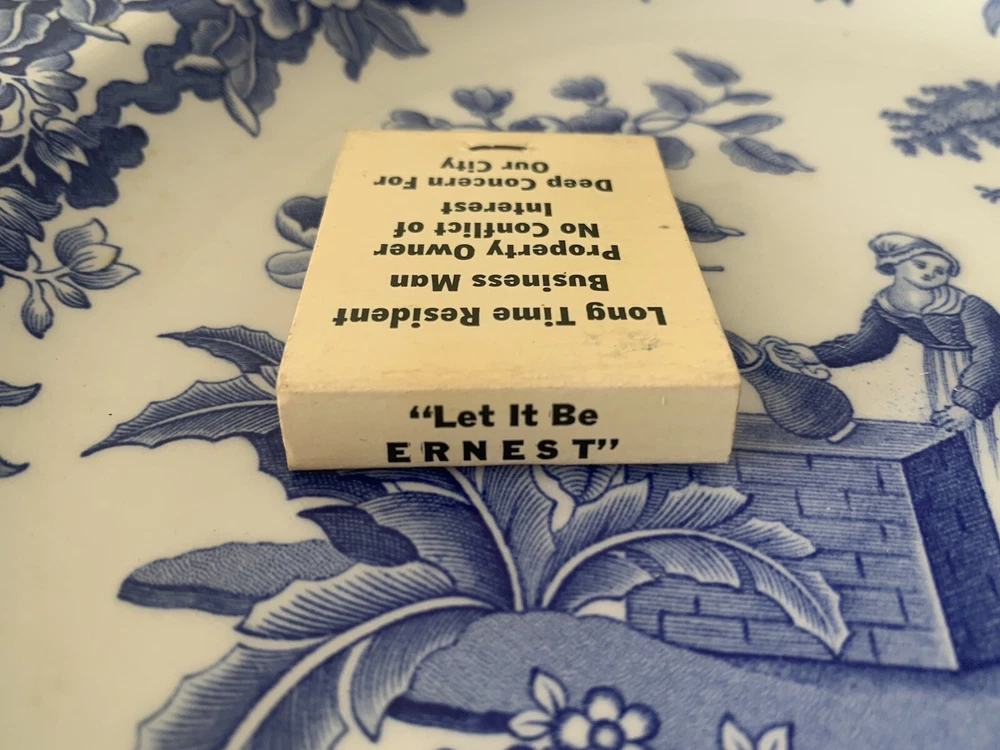 Long Time Resident
Business Man
Property Owner
No Conflict of
Interest
Deep Concern For
Our City
“Let It Be
ERNEST”